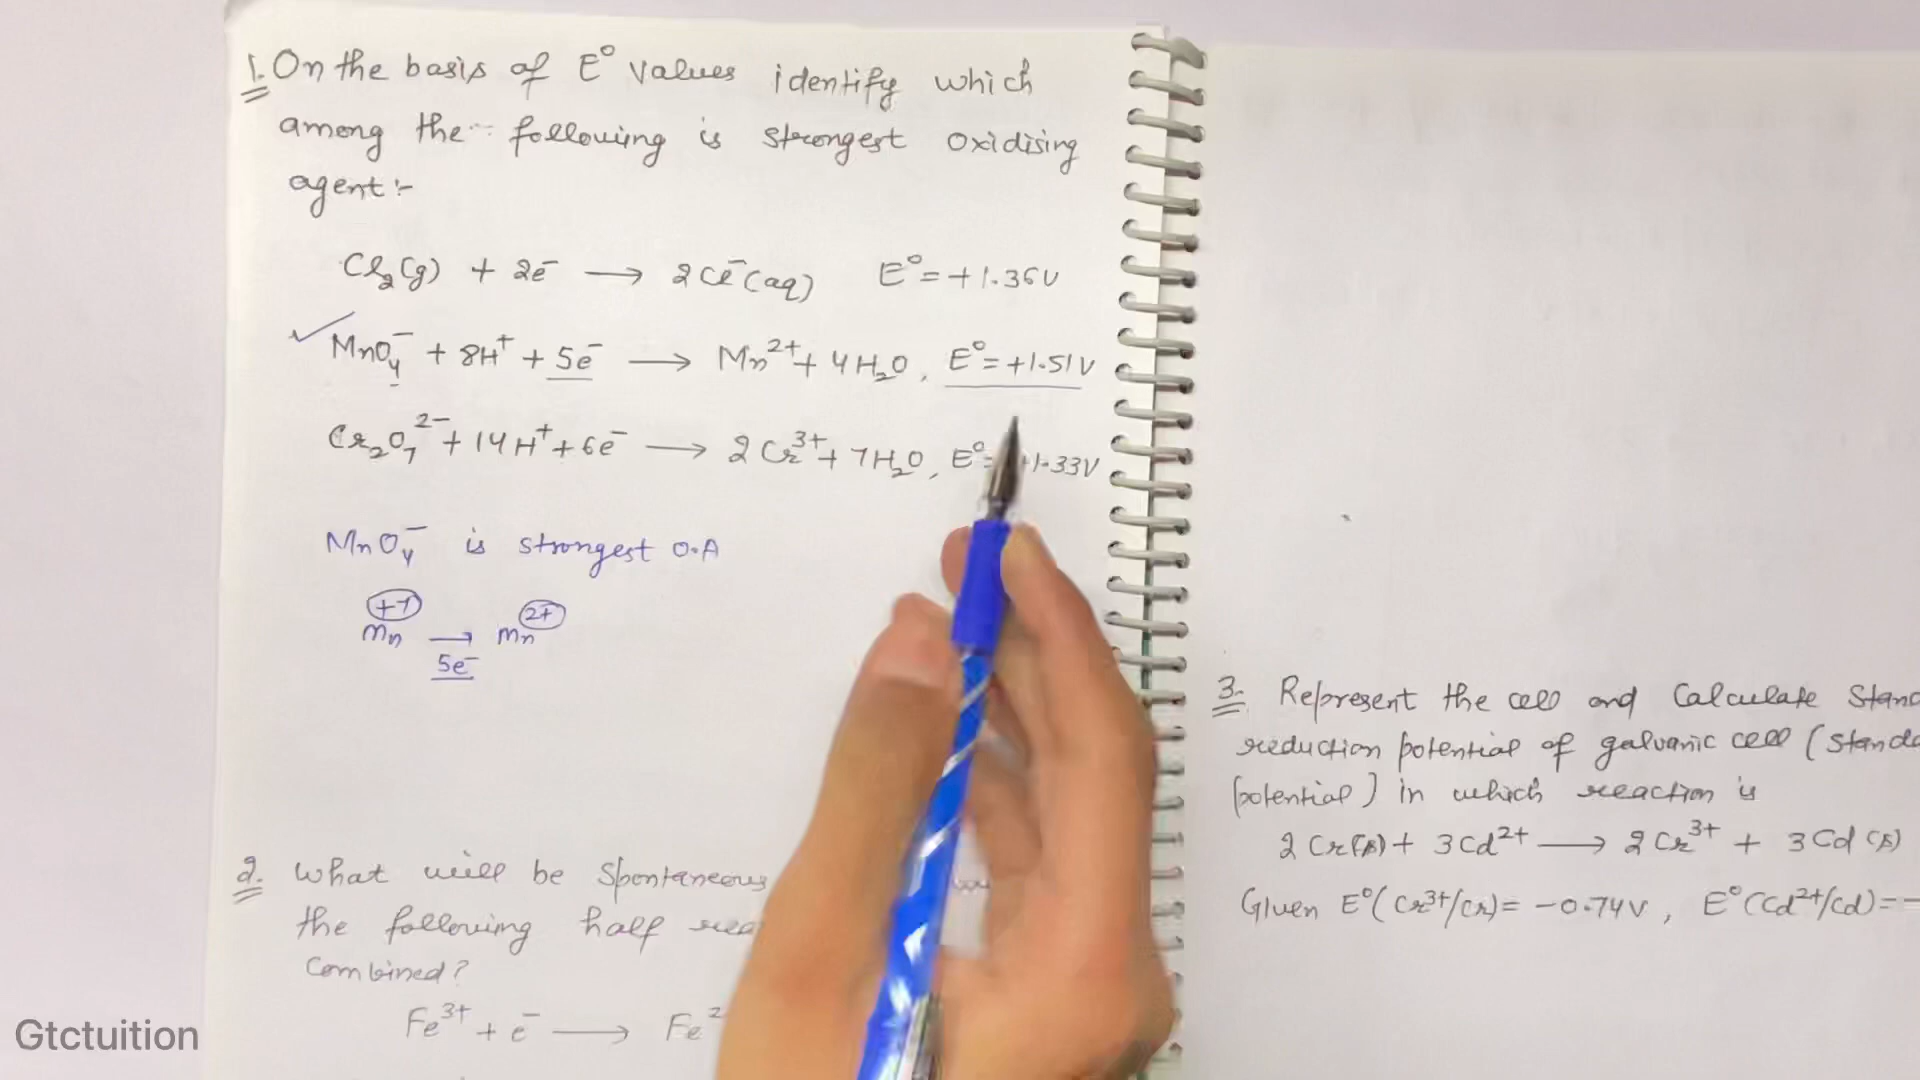 1. On the basis of E° values identify which
among the following is strongest oxidising
agent:-
Cl₂(g) + 2e⁻ → 2Cl⁻(aq) E° = +1.36V
✓ MnO₄⁻ + 8H⁺ + 5e⁻ → Mn²⁺ + 4H₂O, E° = +1.51V
Cr₂O₇²⁻ + 14H⁺ + 6e⁻ → 2Cr³⁺ + 7H₂O, E° = +1.33V
MnO₄⁻ is strongest O.A
+7 2+
Mn → Mn
5e⁻
2. What will be Spontaneous
the following half
Combined?
Fe³⁺ + e⁻ → Fe²
3. Represent the cell and Calculate
reduction potential of galvanic cell (
potential) in which reaction is
2Cr(s) + 3Cd²⁺ → 2Cr³⁺ + 3Cd(s)
Given E°(Cr³⁺/Cr) = -0.74V, E°(Cd²⁺/Cd) = -
Gtctuition